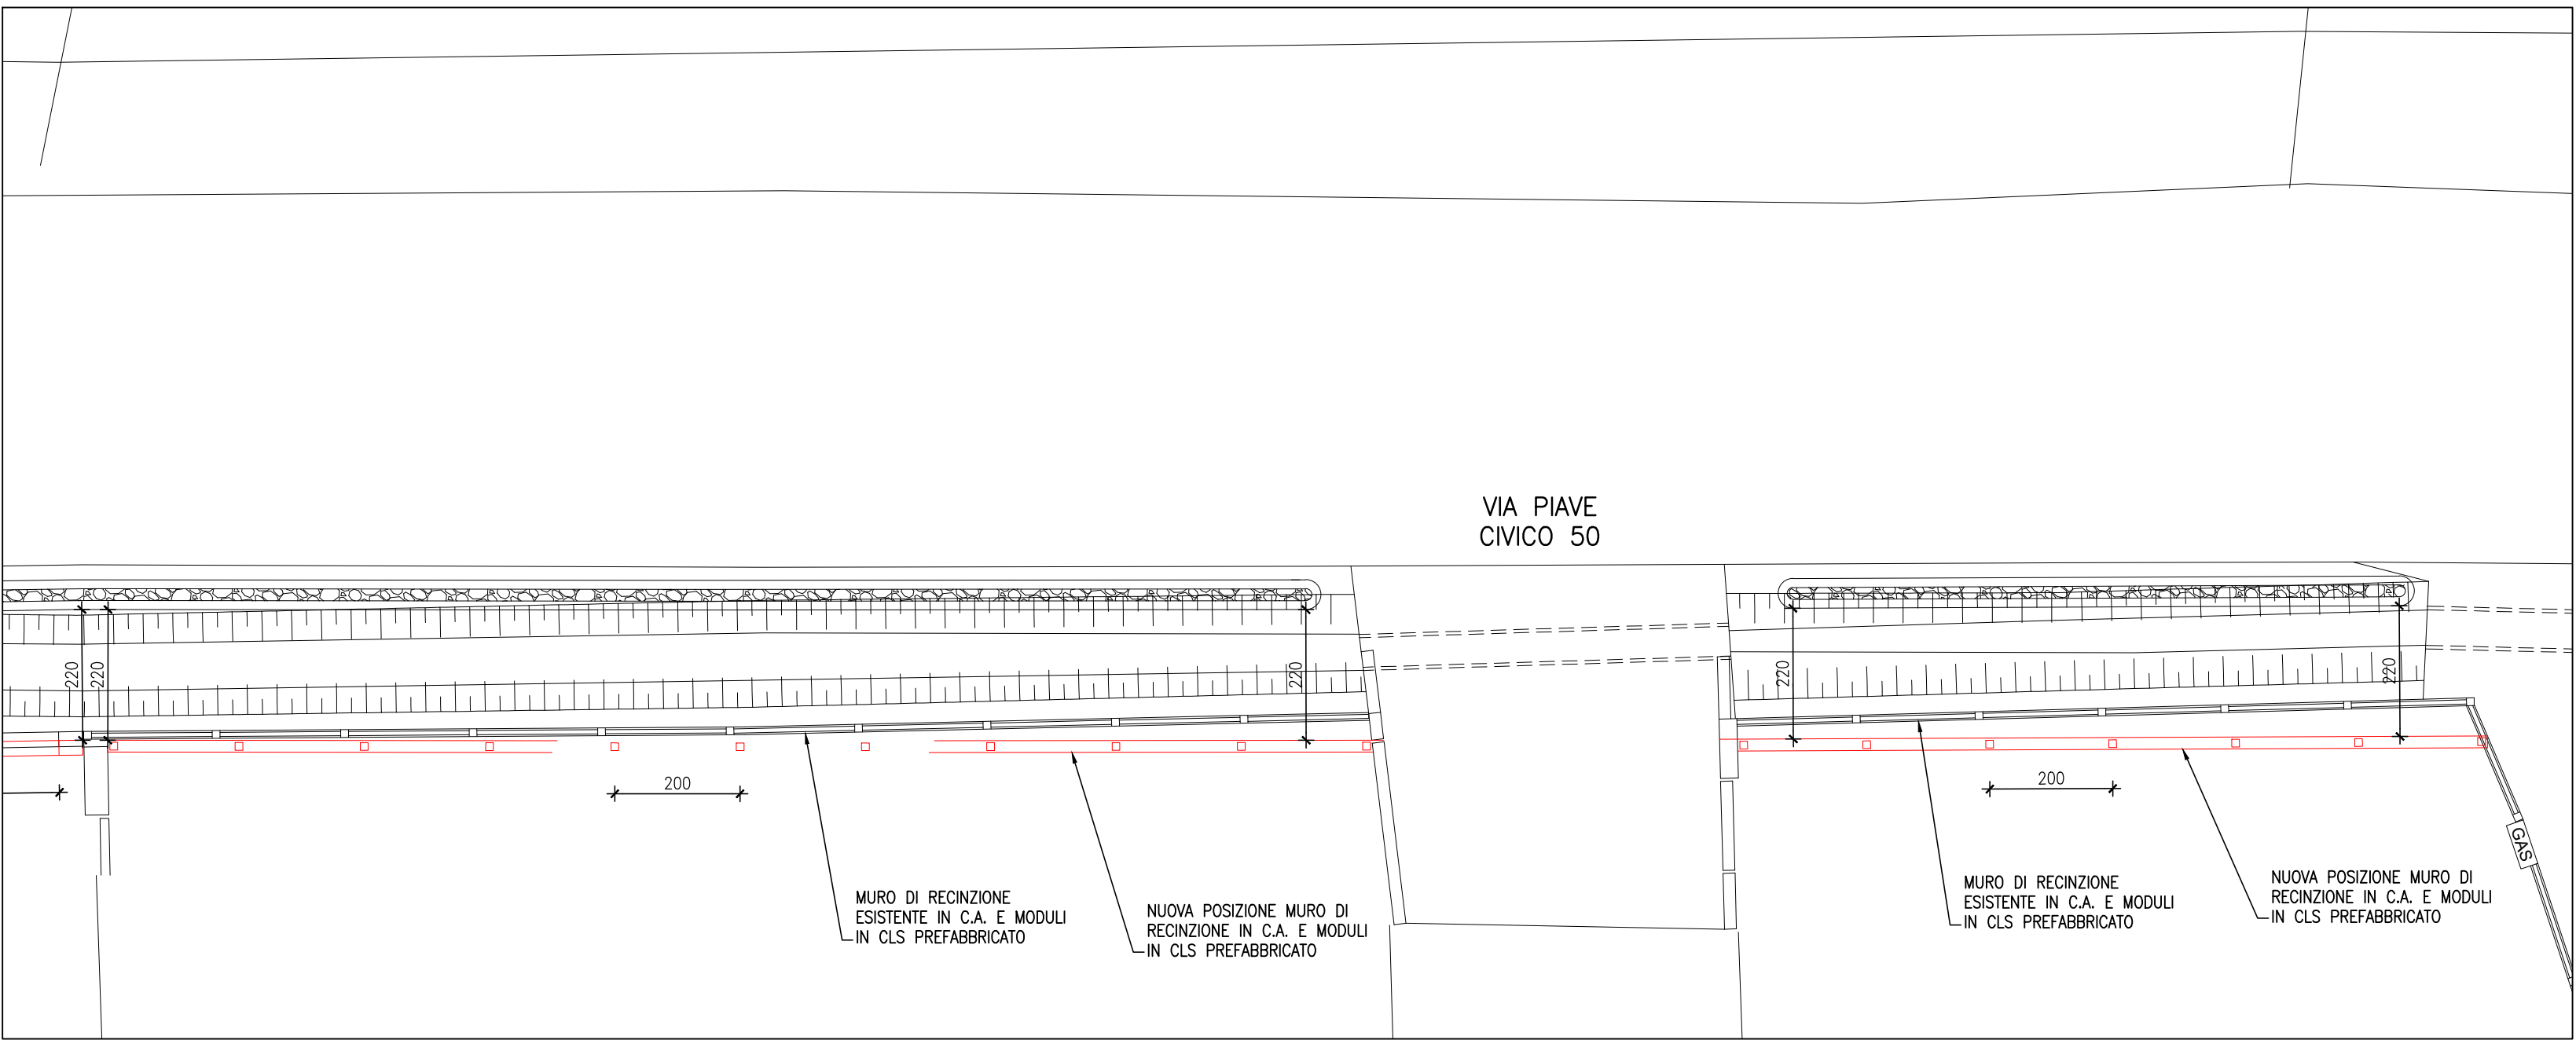 VIA PIAVE
CIVICO 50
220
220
220
220
220
200
200
MURO DI RECINZIONE
ESISTENTE IN C.A. E MODULI
IN CLS PREFABBRICATO
NUOVA POSIZIONE MURO DI
RECINZIONE IN C.A. E MODULI
IN CLS PREFABBRICATO
MURO DI RECINZIONE
ESISTENTE IN C.A. E MODULI
IN CLS PREFABBRICATO
NUOVA POSIZIONE MURO DI
RECINZIONE IN C.A. E MODULI
IN CLS PREFABBRICATO
GAS